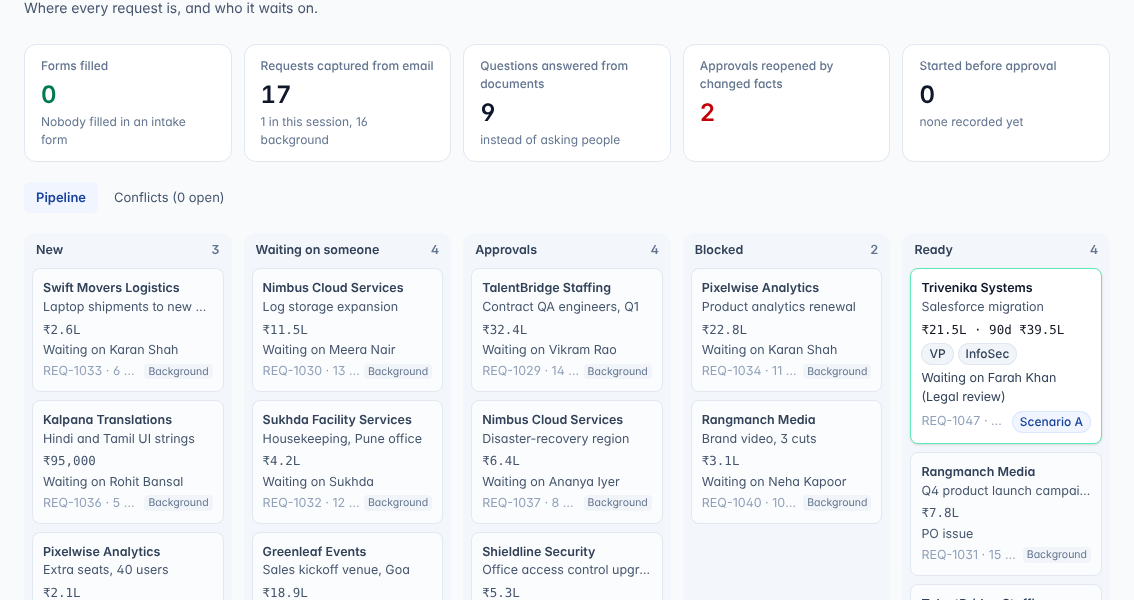 Where every request is, and who it waits on.
Forms filled
0
Nobody filled in an intake
form
Requests captured from email
17
1 in this session, 16
background
Questions answered from
documents
9
instead of asking people
Approvals reopened by
changed facts
2
Started before approval
0
none recorded yet
Pipeline
Conflicts (0 open)
New 3
Swift Movers Logistics
Laptop shipments to new ...
₹2.6L
Waiting on Karan Shah
REQ-1033 · 6 ... Background
Kalpana Translations
Hindi and Tamil UI strings
₹95,000
Waiting on Rohit Bansal
REQ-1036 · 5 ... Background
Pixelwise Analytics
Extra seats, 40 users
₹2.1L
Waiting on someone 4
Nimbus Cloud Services
Log storage expansion
₹11.5L
Waiting on Meera Nair
REQ-1030 · 13 ... Background
Sukhda Facility Services
Housekeeping, Pune office
₹4.2L
Waiting on Sukhda
REQ-1032 · 12 ... Background
Greenleaf Events
Sales kickoff venue, Goa
₹18.9L
Approvals 4
TalentBridge Staffing
Contract QA engineers, Q1
₹32.4L
Waiting on Vikram Rao
REQ-1029 · 14 ... Background
Nimbus Cloud Services
Disaster-recovery region
₹6.4L
Waiting on Ananya Iyer
REQ-1037 · 8 ... Background
Shieldline Security
Office access control upgr...
₹5.3L
Blocked 2
Pixelwise Analytics
Product analytics renewal
₹22.8L
Waiting on Karan Shah
REQ-1034 · 11 ... Background
Rangmanch Media
Brand video, 3 cuts
₹3.1L
Waiting on Neha Kapoor
REQ-1040 · 10... Background
Ready 4
Trivenika Systems
Salesforce migration
₹21.5L · 90d ₹39.5L
VP InfoSec
Waiting on Farah Khan
(Legal review)
REQ-1047 · ... Scenario A
Rangmanch Media
Q4 product launch campai...
₹7.8L
PO issue
REQ-1031 · 15 ... Background